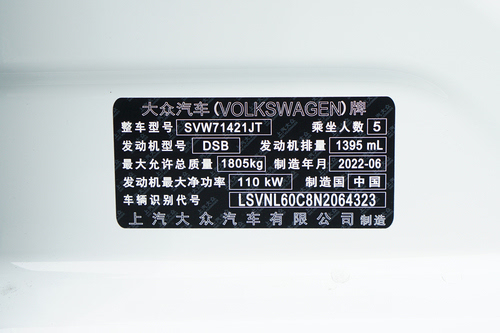 大众汽车(VOLKSWAGEN)牌
整车型号 SVW71421JT 乘坐人数 5
发动机型号 DSB 发动机排量 1395 mL
最大允许总质量 1805kg 制造年月 2022-06
发动机最大净功率 110 kW 制造国 中国
车辆识别代号 LSVNL60C8N2064323
上汽大众汽车有限公司 制造